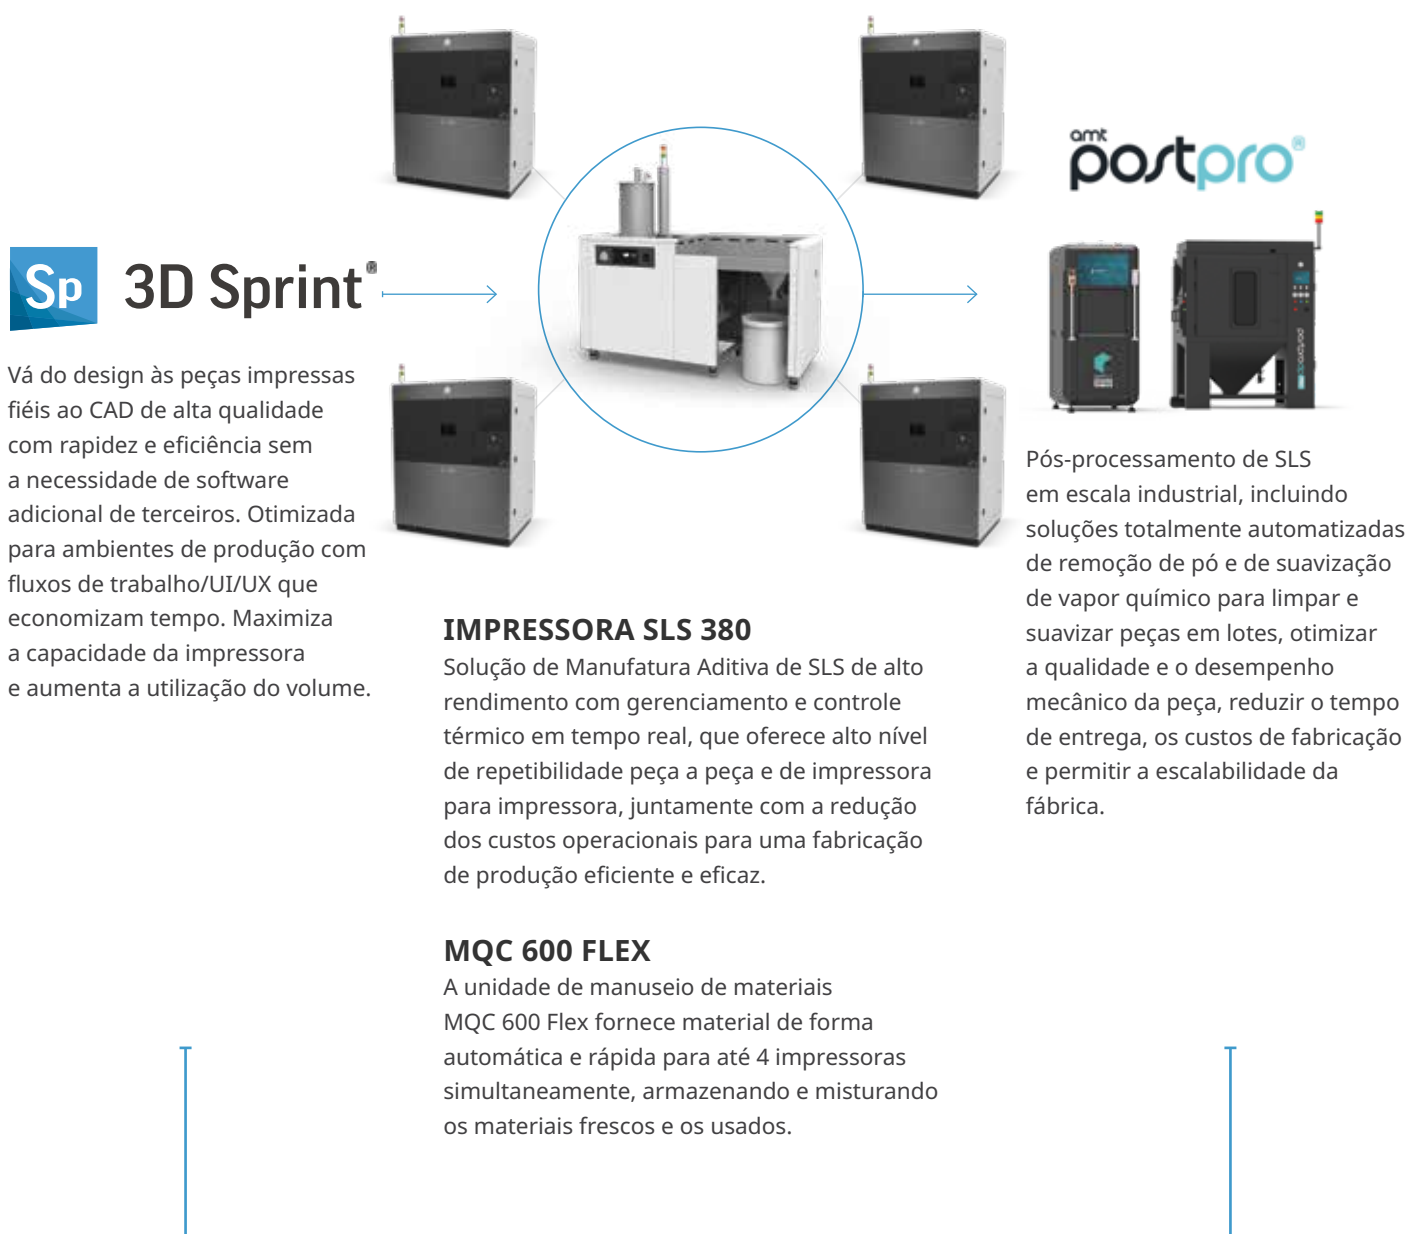 Sp 3D Sprint®
Vá do design às peças impressas
fiéis ao CAD de alta qualidade
com rapidez e eficiência sem
a necessidade de software
adicional de terceiros. Otimizada
para ambientes de produção com
fluxos de trabalho/UI/UX que
economizam tempo. Maximiza
a capacidade da impressora
e aumenta a utilização do volume.
IMPRESSORA SLS 380
Solução de Manufatura Aditiva de SLS de alto
rendimento com gerenciamento e controle
térmico em tempo real, que oferece alto nível
de repetibilidade peça a peça e de impressora
para impressora, juntamente com a redução
dos custos operacionais para uma fabricação
de produção eficiente e eficaz.
MQC 600 FLEX
A unidade de manuseio de materiais
MQC 600 Flex fornece material de forma
automática e rápida para até 4 impressoras
simultaneamente, armazenando e misturando
os materiais frescos e os usados.
amt
postpro®
Pós-processamento de SLS
em escala industrial, incluindo
soluções totalmente automatizadas
de remoção de pó e de suavização
de vapor químico para limpar e
suavizar peças em lotes, otimizar
a qualidade e o desempenho
mecânico da peça, reduzir o tempo
de entrega, os custos de fabricação
e permitir a escalabilidade da
fábrica.